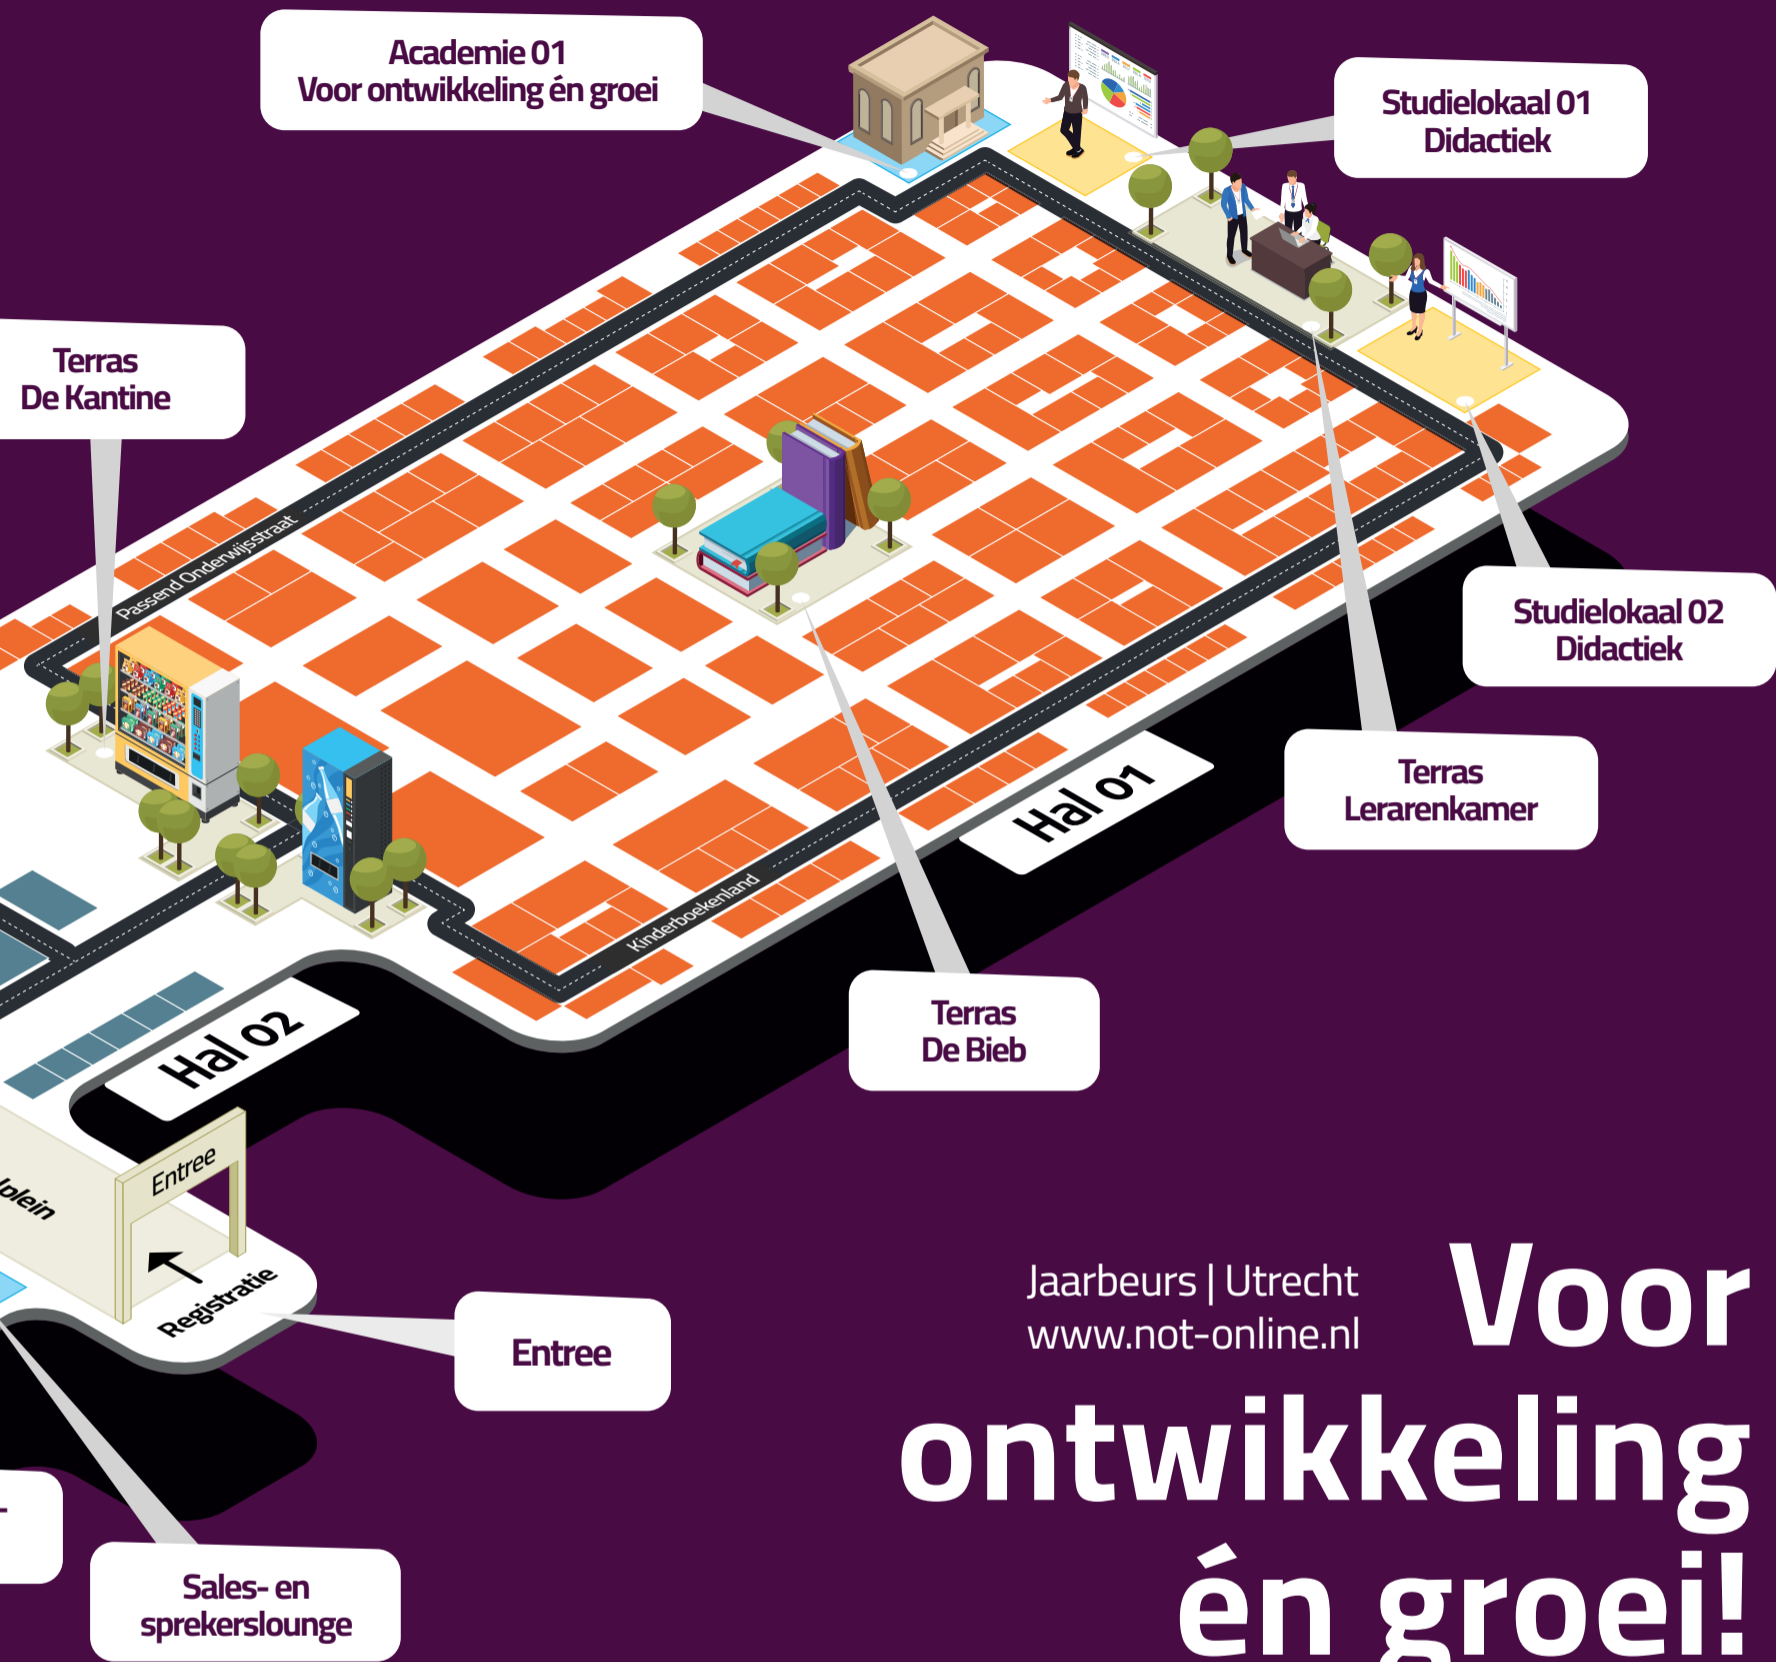 Academie 01
Voor ontwikkeling én groei
Studielokaal 01
Didactiek
Terras
De Kantine
Passend Onderwijsstraat
Studielokaal 02
Didactiek
Terras
Lerarenkamer
Hal 01
Kinderboekenland
Terras
De Bieb
Hal 02
Entree
Registratie
Entree
Jaarbeurs | Utrecht
www.not-online.nl
Voor
ontwikkeling
én groei!
Sales- en
sprekerslounge